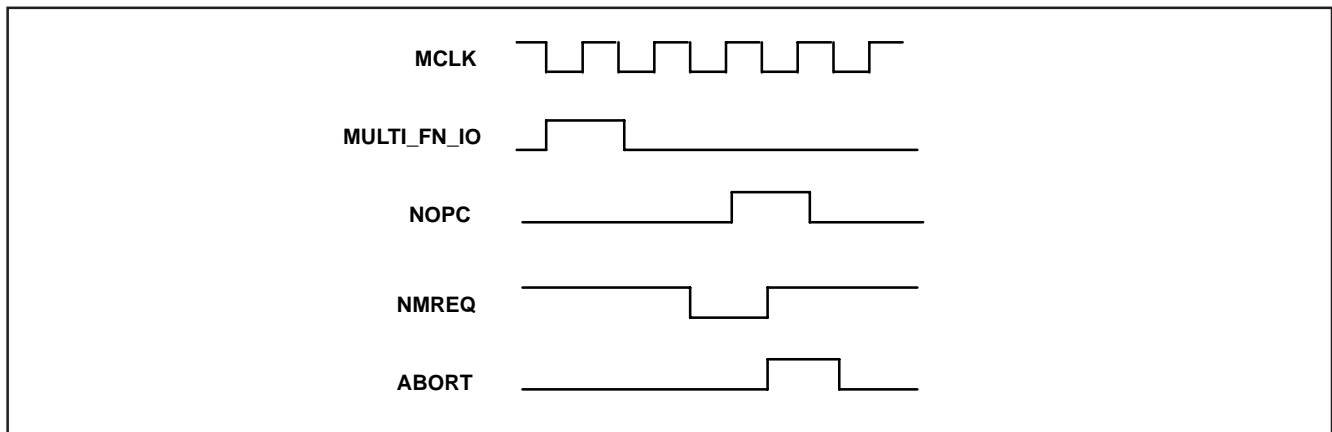 MCLK
MULTI_FN_IO
NOPC
NMREQ
ABORT